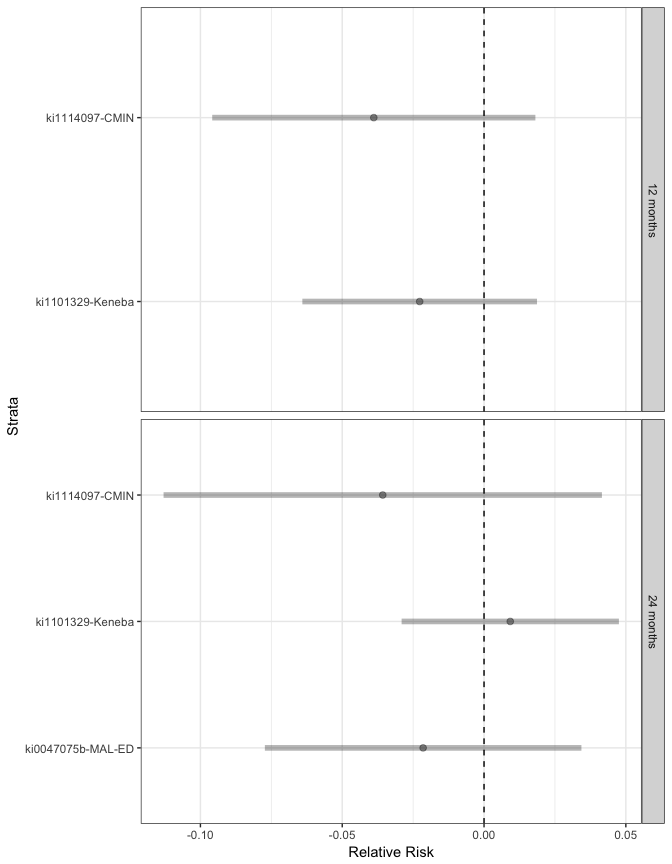 ki1114097-CMIN
ki1101329-Keneba
12 months
Strata
ki1114097-CMIN
ki1101329-Keneba
ki0047075b-MAL-ED
24 months
-0.10 -0.05 0.00 0.05
Relative Risk